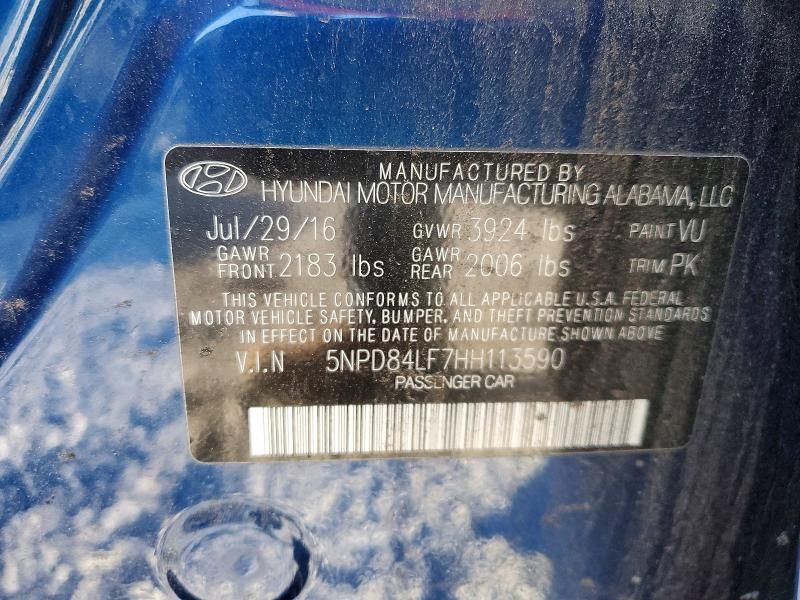 MANUFACTURED BY
HYUNDAI MOTOR MANUFACTURING ALABAMA, LLC
Jul/29/16 GVWR 3924 lbs PAINT VU
GAWR FRONT 2183 lbs GAWR REAR 2006 lbs TRIM PK
THIS VEHICLE CONFORMS TO ALL APPLICABLE U.S.A. FEDERAL
MOTOR VEHICLE SAFETY, BUMPER, AND THEFT PREVENTION STANDARDS
IN EFFECT ON THE DATE OF MANUFACTURE SHOWN ABOVE
V.I.N 5NPD84LF7HH113590
PASSENGER CAR